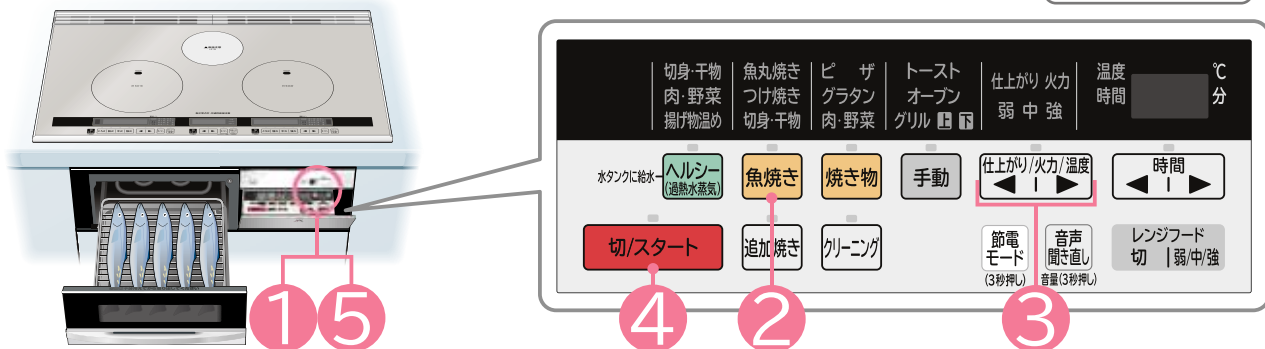 切身・干物
肉・野菜
揚げ物温め
魚丸焼き
つけ焼き
切身・干物
ピザ
グラタン
肉・野菜
トースト
オーブン
グリル 上 下
仕上がり 火力
弱 中 強
温度
時間
℃
分
水タンクに給水
ヘルシー
(過熱水蒸気)
魚焼き
焼き物
手動
仕上がり/火力/温度
◀ ー ▶
時間
◀ ー ▶
切/スタート
追加焼き
クリーニング
節電
モード
(3秒押し)
音声
聞き直し
音量(3秒押し)
レンジフード
切 | 弱/中/強
1 5
4
2
3